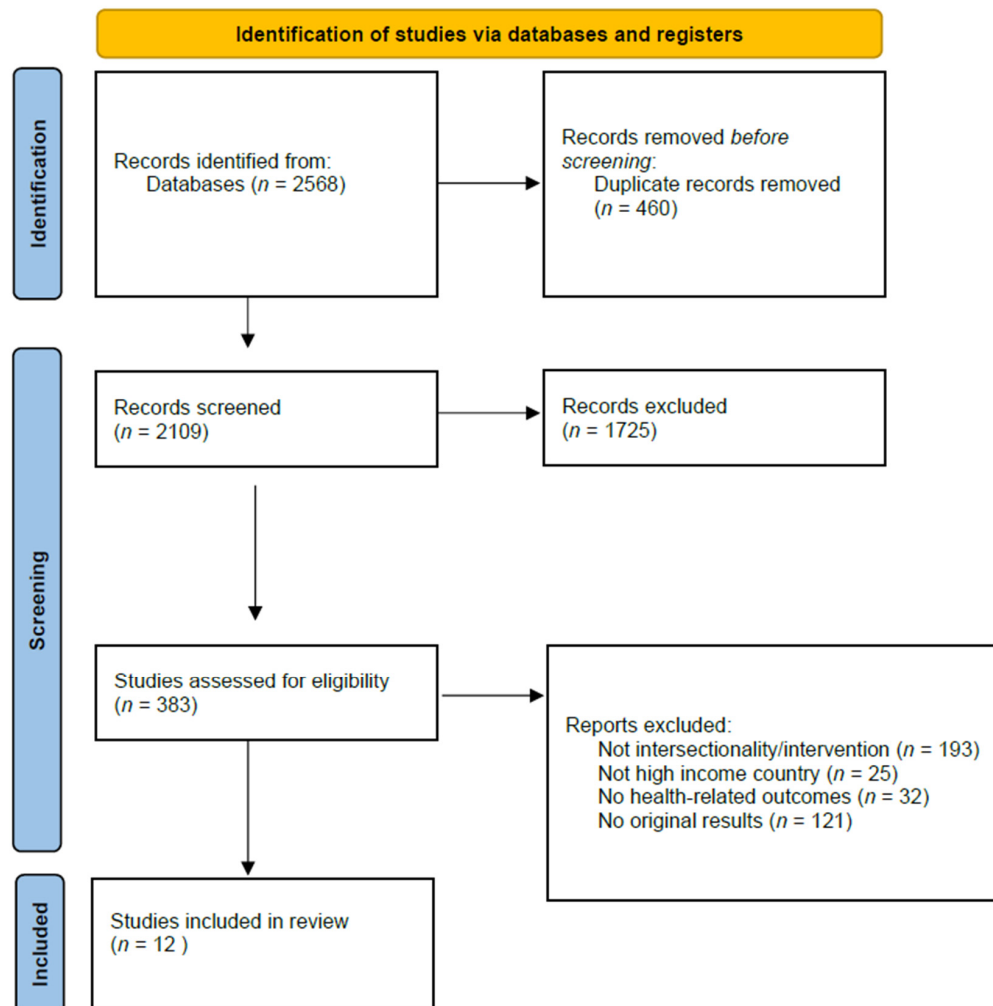 Identification of studies via databases and registers
Identification
Records identified from:
Databases (n = 2568)
Records removed before
screening:
Duplicate records removed
(n = 460)
Screening
Records screened
(n = 2109)
Records excluded
(n = 1725)
Studies assessed for eligibility
(n = 383)
Reports excluded:
Not intersectionality/intervention (n = 193)
Not high income country (n = 25)
No health-related outcomes (n = 32)
No original results (n = 121)
Included
Studies included in review
(n = 12 )